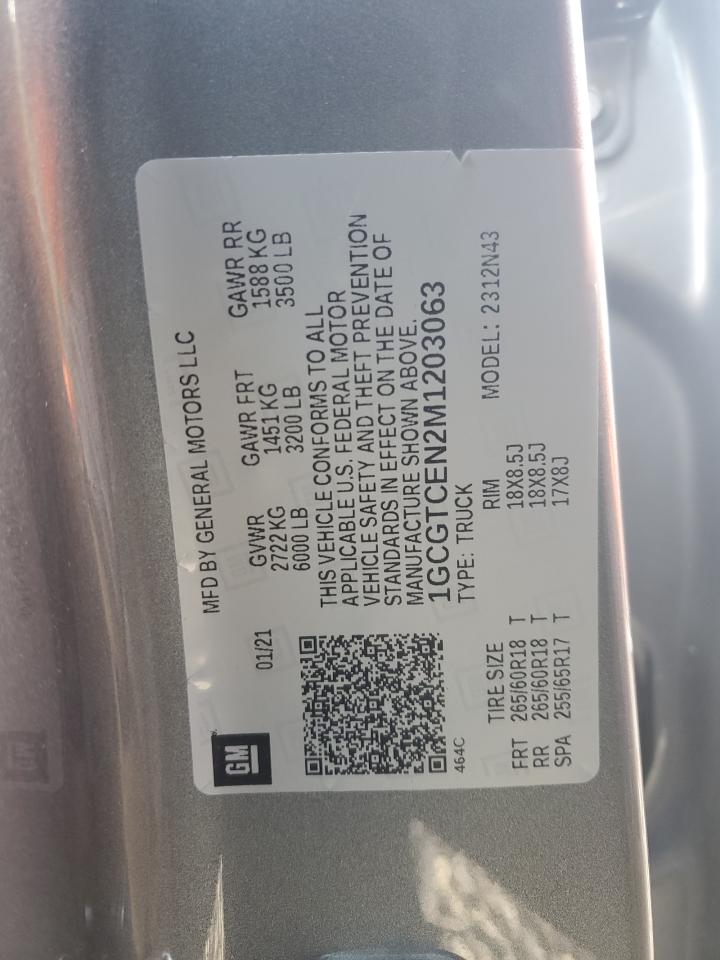 GM
MFD BY GENERAL MOTORS LLC
01/21
GVWR GAWR FRT GAWR RR
2722 KG 1451 KG 1588 KG
6000 LB 3200 LB 3500 LB
THIS VEHICLE CONFORMS TO ALL
APPLICABLE U.S. FEDERAL MOTOR
VEHICLE SAFETY AND THEFT PREVENTION
STANDARDS IN EFFECT ON THE DATE OF
MANUFACTURE SHOWN ABOVE.
1GCGTCEN2M1203063
464C
TYPE: TRUCK MODEL: 2312N43
TIRE SIZE RIM
FRT 265/60R18 T 18X8.5J
RR 265/60R18 T 18X8.5J
SPA 255/65R17 T 17X8J